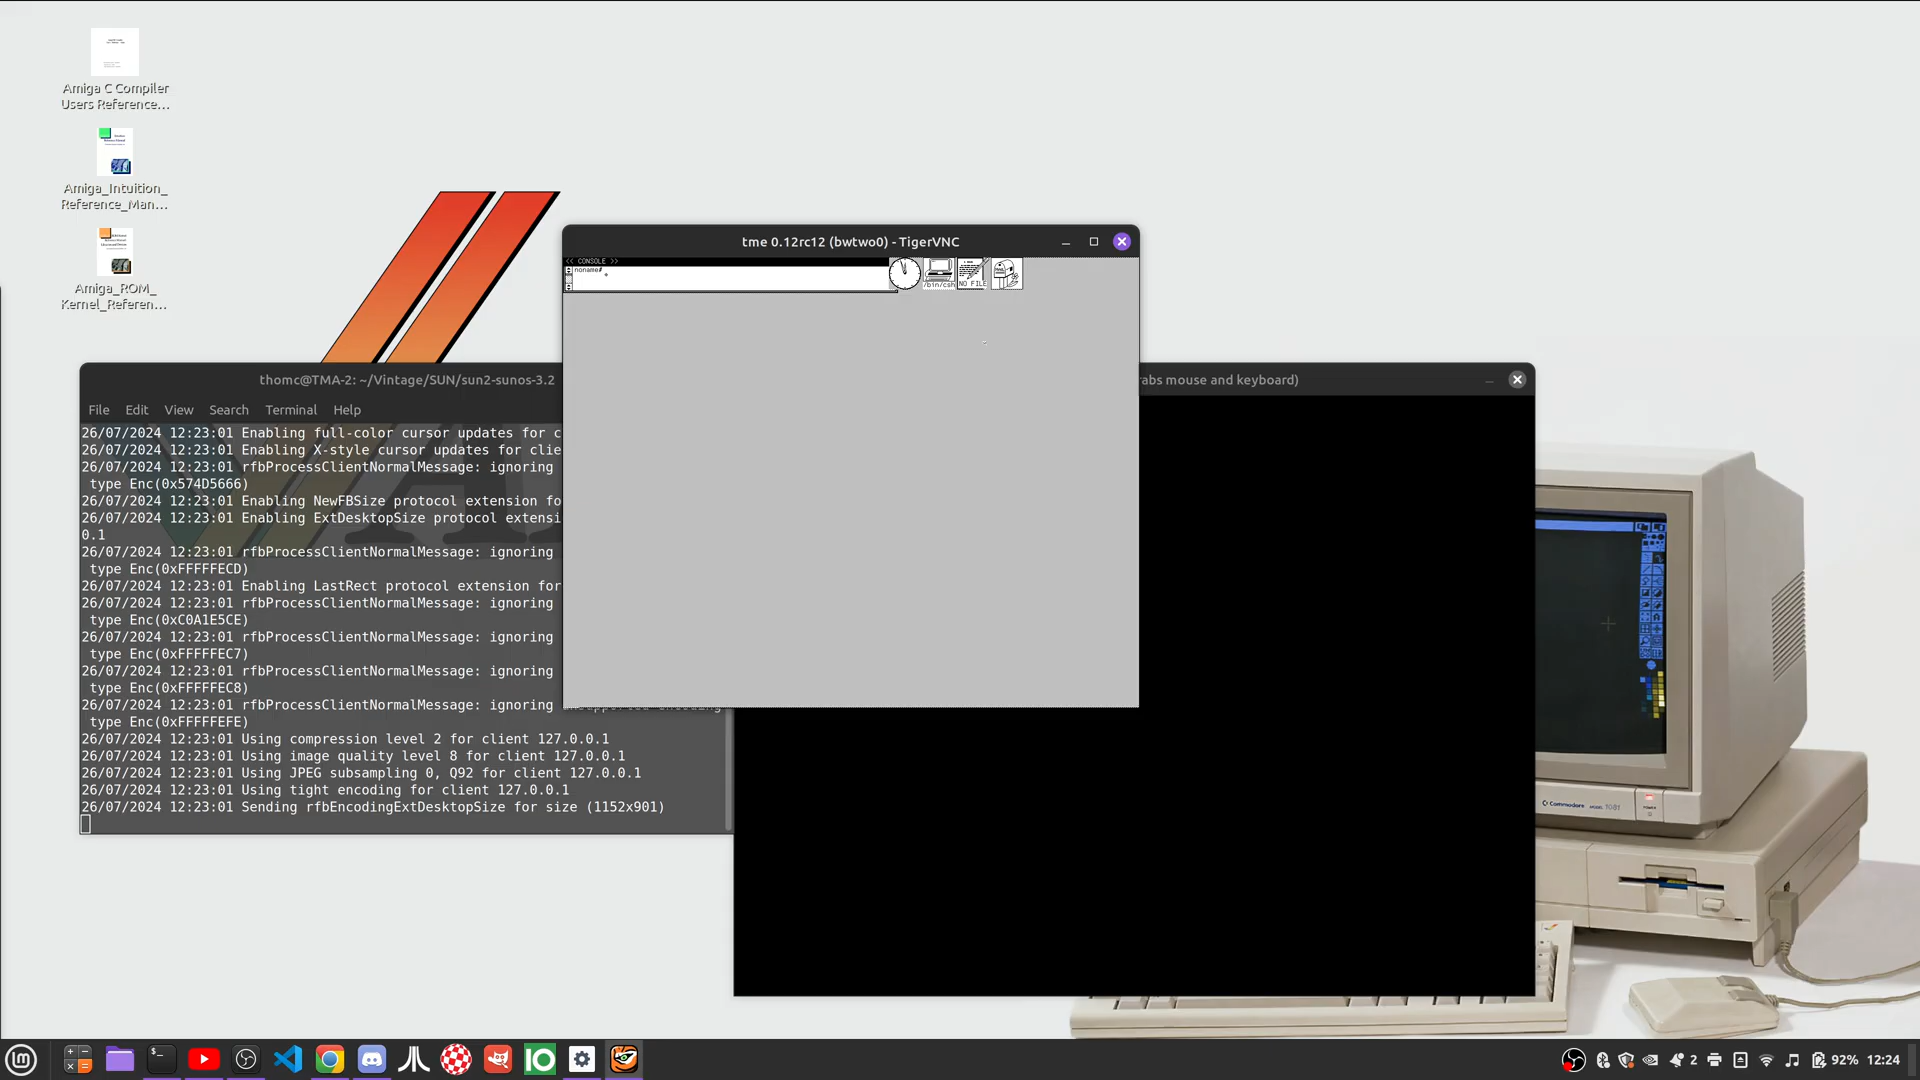 Amiga C Compiler
Users Reference...
Amiga_Intuition_
Reference_Man...
Amiga_ROM_
Kernel_Referen...
tme 0.12rc12 (bwtwo0) - TigerVNC
<< CONSOLE >>
noname#
/bin/csh
NO FILE
thomc@TMA-2: ~/Vintage/SUN/sun2-sunos-3.2
abs mouse and keyboard)
File Edit View Search Terminal Help
26/07/2024 12:23:01 Enabling full-color cursor updates for c
26/07/2024 12:23:01 Enabling X-style cursor updates for clie
26/07/2024 12:23:01 rfbProcessClientNormalMessage: ignoring
type Enc(0x574D5666)
26/07/2024 12:23:01 Enabling NewFBSize protocol extension fo
26/07/2024 12:23:01 Enabling ExtDesktopSize protocol extensi
0.1
26/07/2024 12:23:01 rfbProcessClientNormalMessage: ignoring
type Enc(0xFFFFFECD)
26/07/2024 12:23:01 Enabling LastRect protocol extension for
26/07/2024 12:23:01 rfbProcessClientNormalMessage: ignoring
type Enc(0xC0A1E5CE)
26/07/2024 12:23:01 rfbProcessClientNormalMessage: ignoring
type Enc(0xFFFFFEC7)
26/07/2024 12:23:01 rfbProcessClientNormalMessage: ignoring
type Enc(0xFFFFFEC8)
26/07/2024 12:23:01 rfbProcessClientNormalMessage: ignoring
type Enc(0xFFFFFEFE)
26/07/2024 12:23:01 Using compression level 2 for client 127.0.0.1
26/07/2024 12:23:01 Using image quality level 8 for client 127.0.0.1
26/07/2024 12:23:01 Using JPEG subsampling 0, Q92 for client 127.0.0.1
26/07/2024 12:23:01 Using tight encoding for client 127.0.0.1
26/07/2024 12:23:01 Sending rfbEncodingExtDesktopSize for size (1152x901)
Commodore MODEL 1081
POWER
2
92%
12:24